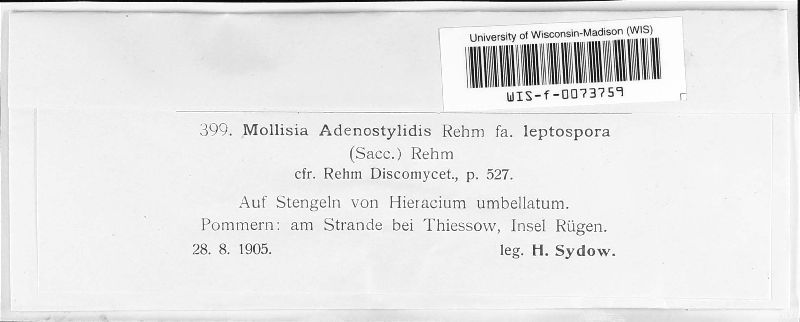 University of Wisconsin-Madison (WIS)
WIS-f-0073759
399. Mollisia Adenostylidis Rehm fa. leptospora
(Sacc.) Rehm
cfr. Rehm Discomycet., p. 527.
Auf Stengeln von Hieracium umbellatum.
Pommern: am Strande bei Thiessow, Insel Rügen.
28. 8. 1905. leg. H. Sydow.